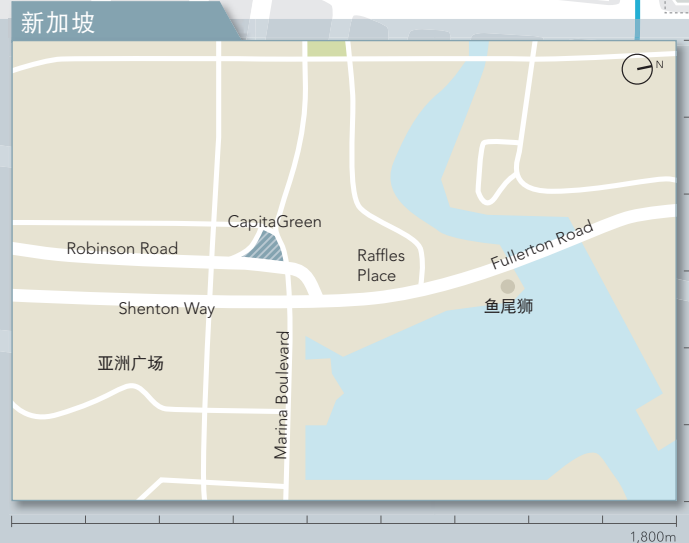 新加坡
N
CapitaGreen
Robinson Road
Raffles
Place
Fullerton Road
Shenton Way
鱼尾狮
亚洲广场
Marina Boulevard
1,800m